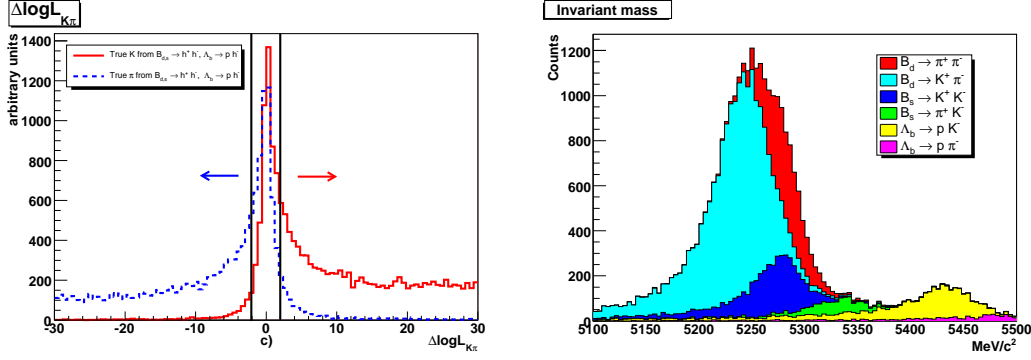 ΔlogL_Kπ
arbitrary units
1400
1200
1000
800
600
400
200
0
-30 -20 -10 0 10 20 30
c)
ΔlogL_Kπ
True K from B_d,s → h⁺ h⁻, Λ_b → p h⁻
True π from B_d,s → h⁺ h⁻, Λ_b → p h⁻
Invariant mass
Counts
1200
1000
800
600
400
200
0
5100 5150 5200 5250 5300 5350 5400 5450 5500
MeV/c²
B_d → π⁺ π⁻
B_d → K⁺ π⁻
B_s → K⁺ K⁻
B_s → π⁺ K⁻
Λ_b → p K⁻
Λ_b → p π⁻